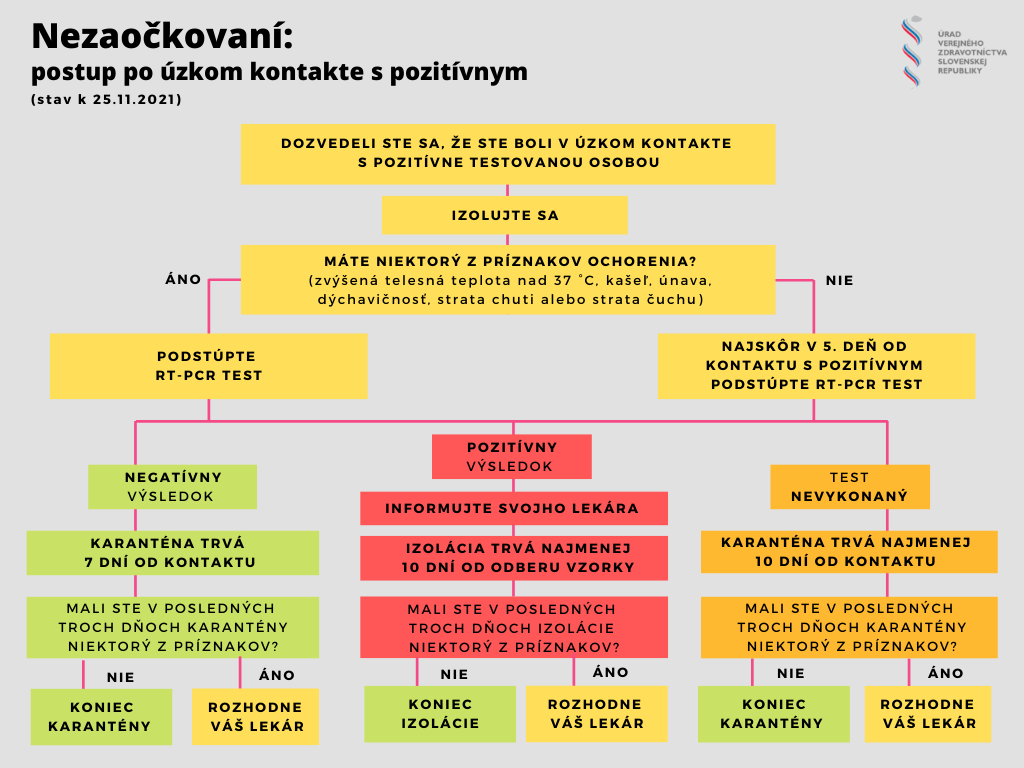 Nezaočkovaní:
postup po úzkom kontakte s pozitívnym
(stav k 25.11.2021)
ÚRAD
VEREJNÉHO
ZDRAVOTNÍCTVA
SLOVENSKEJ
REPUBLIKY
DOZVEDELI STE SA, ŽE STE BOLI V ÚZKOM KONTAKTE
S POZITÍVNE TESTOVANOU OSOBOU
IZOLUJTE SA
MÁTE NIEKTORÝ Z PRÍZNAKOV OCHORENIA?
(zvýšená telesná teplota nad 37 °C, kašeľ, únava,
dýchavičnosť, strata chuti alebo strata čuchu)
ÁNO
NIE
PODSTÚPTE
RT-PCR TEST
NAJSKÔR V 5. DEŇ OD
KONTAKTU S POZITÍVNYM
PODSTÚPTE RT-PCR TEST
NEGATÍVNY
VÝSLEDOK
KARANTÉNA TRVÁ
7 DNÍ OD KONTAKTU
MALI STE V POSLEDNÝCH
TROCH DŇOCH KARANTÉNY
NIEKTORÝ Z PRÍZNAKOV?
NIE
ÁNO
KONIEC
KARANTÉNY
ROZHODNE
VÁŠ LEKÁR
POZITÍVNY
VÝSLEDOK
INFORMUJTE SVOJHO LEKÁRA
IZOLÁCIA TRVÁ NAJMENEJ
10 DNÍ OD ODBERU VZORKY
MALI STE V POSLEDNÝCH
TROCH DŇOCH IZOLÁCIE
NIEKTORÝ Z PRÍZNAKOV?
NIE
ÁNO
KONIEC
IZOLÁCIE
ROZHODNE
VÁŠ LEKÁR
TEST
NEVYKONANÝ
KARANTÉNA TRVÁ NAJMENEJ
10 DNÍ OD KONTAKTU
MALI STE V POSLEDNÝCH
TROCH DŇOCH KARANTÉNY
NIEKTORÝ Z PRÍZNAKOV?
NIE
ÁNO
KONIEC
KARANTÉNY
ROZHODNE
VÁŠ LEKÁR